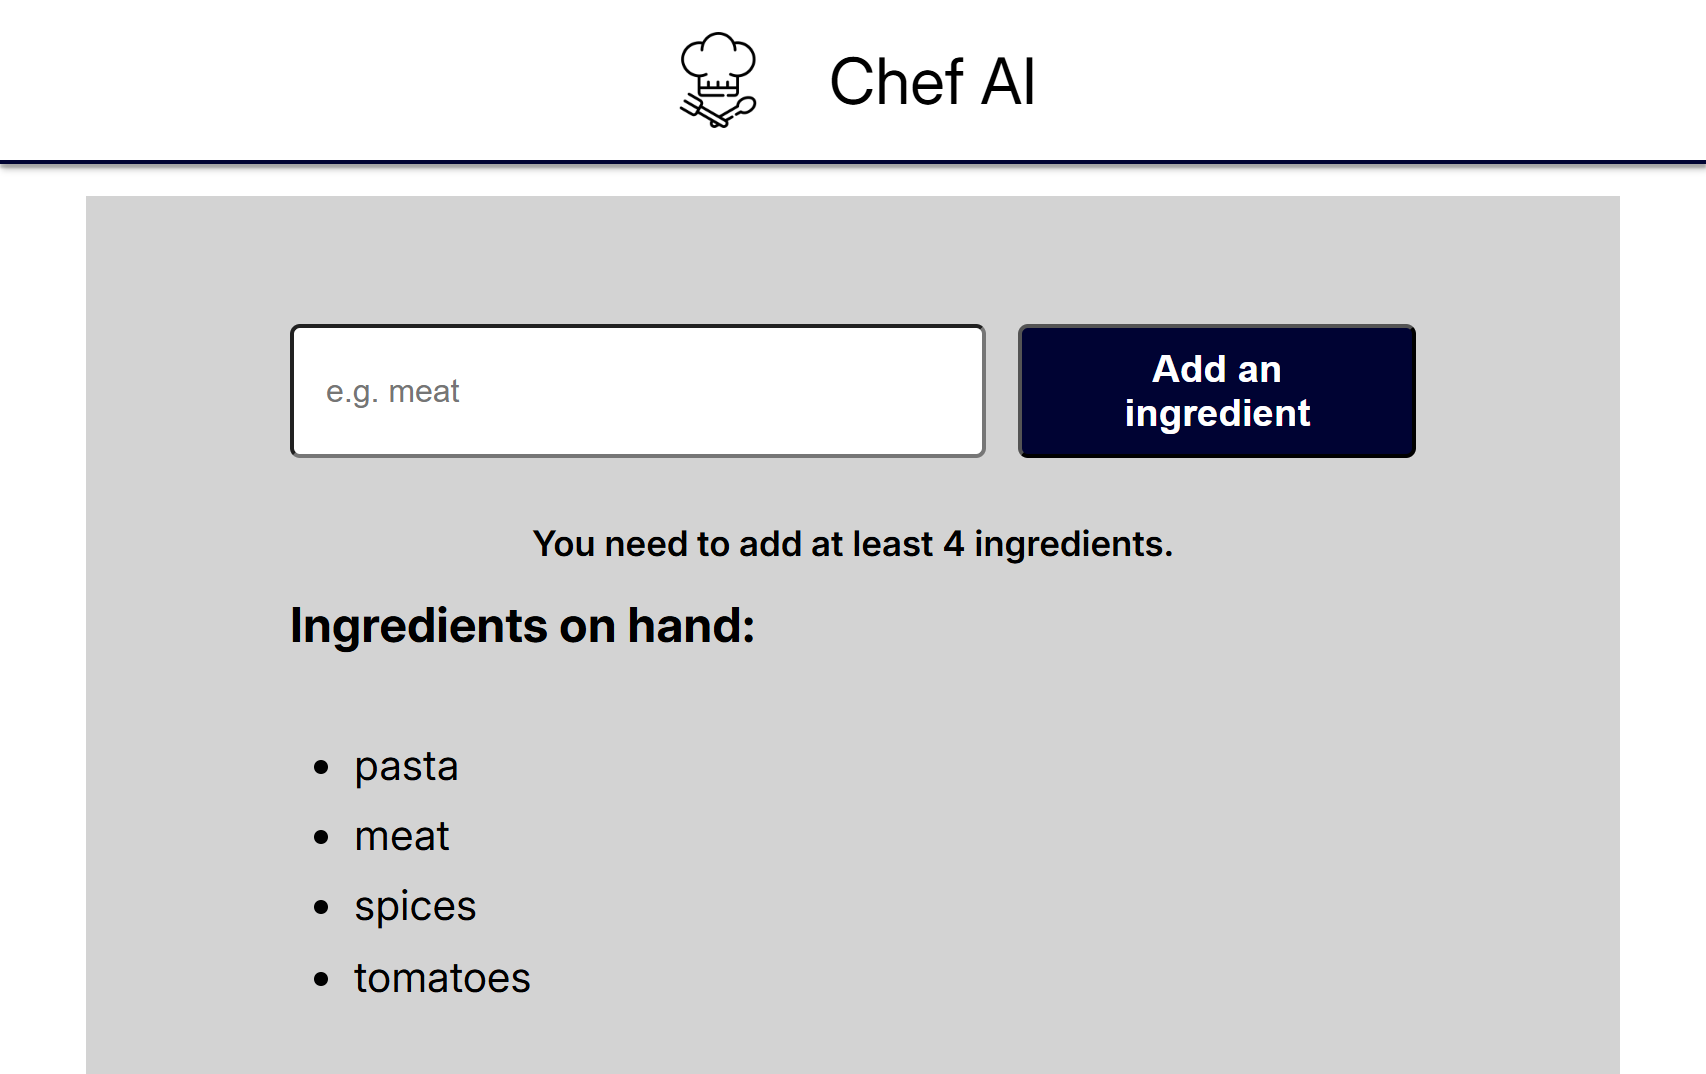 Chef AI
e.g. meat
Add an
ingredient
You need to add at least 4 ingredients.
Ingredients on hand:
pasta
meat
spices
tomatoes